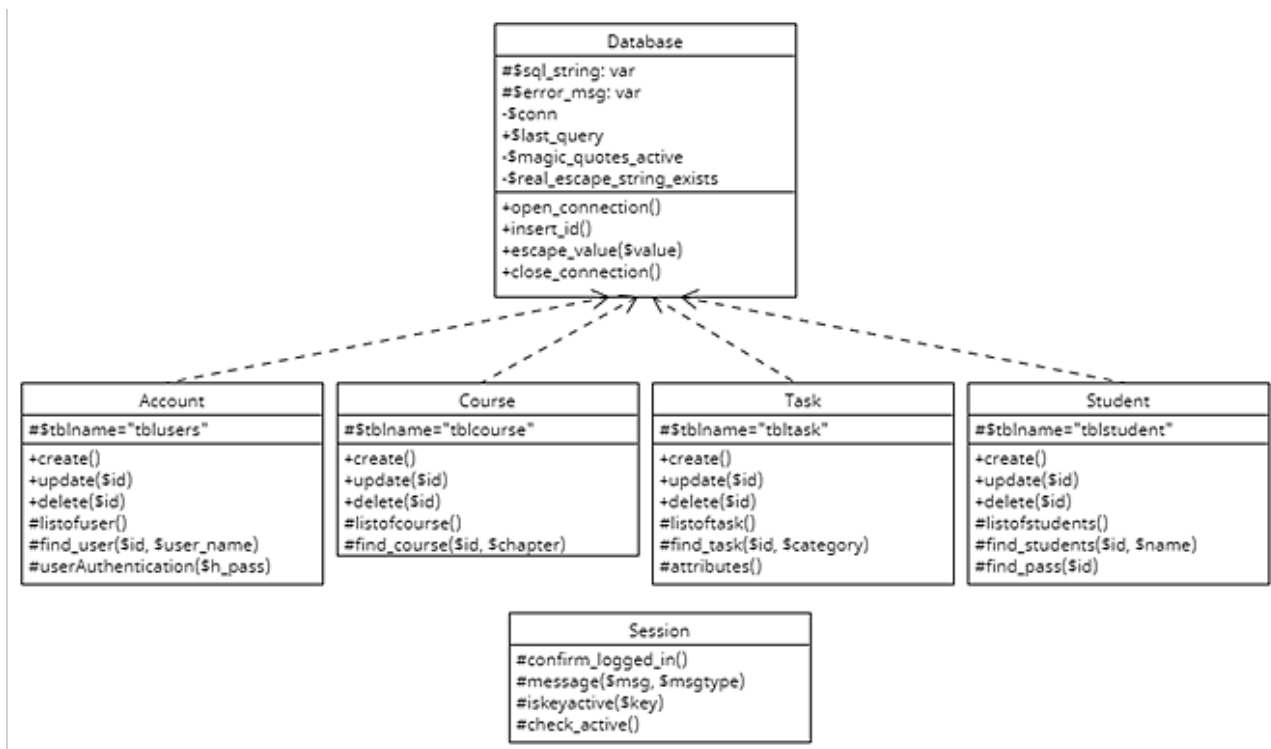 Database
#$sql_string: var
#$error_msg: var
-$conn
+$last_query
-$magic_quotes_active
-$real_escape_string_exists
+open_connection()
+insert_id()
+escape_value($value)
+close_connection()
Account
#$tblname="tblusers"
+create()
+update($id)
+delete($id)
#listofuser()
#find_user($id, $user_name)
#userAuthentication($h_pass)
Course
#$tblname="tblcourse"
+create()
+update($id)
+delete($id)
#listofcourse()
#find_course($id, $chapter)
Task
#$tblname="tbltask"
+create()
+update($id)
+delete($id)
#listoftask()
#find_task($id, $category)
#attributes()
Student
#$tblname="tblstudent"
+create()
+update($id)
+delete($id)
#listofstudents()
#find_students($id, $name)
#find_pass($id)
Session
#confirm_logged_in()
#message($msg, $msgtype)
#iskeyactive($key)
#check_active()